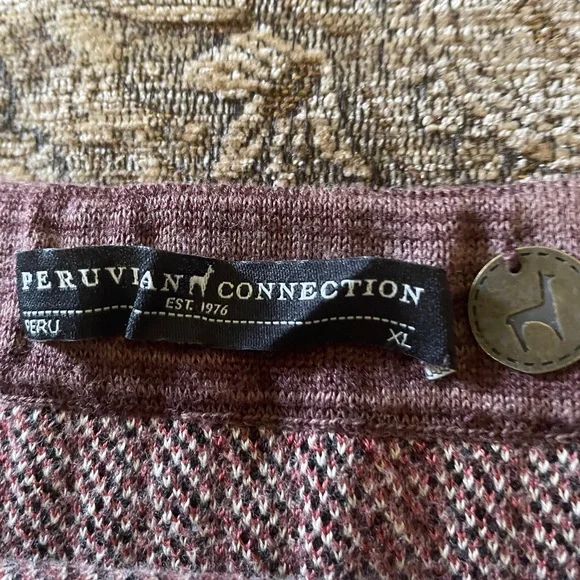 PERUVIAN CONNECTION
EST. 1976
PERU
XL